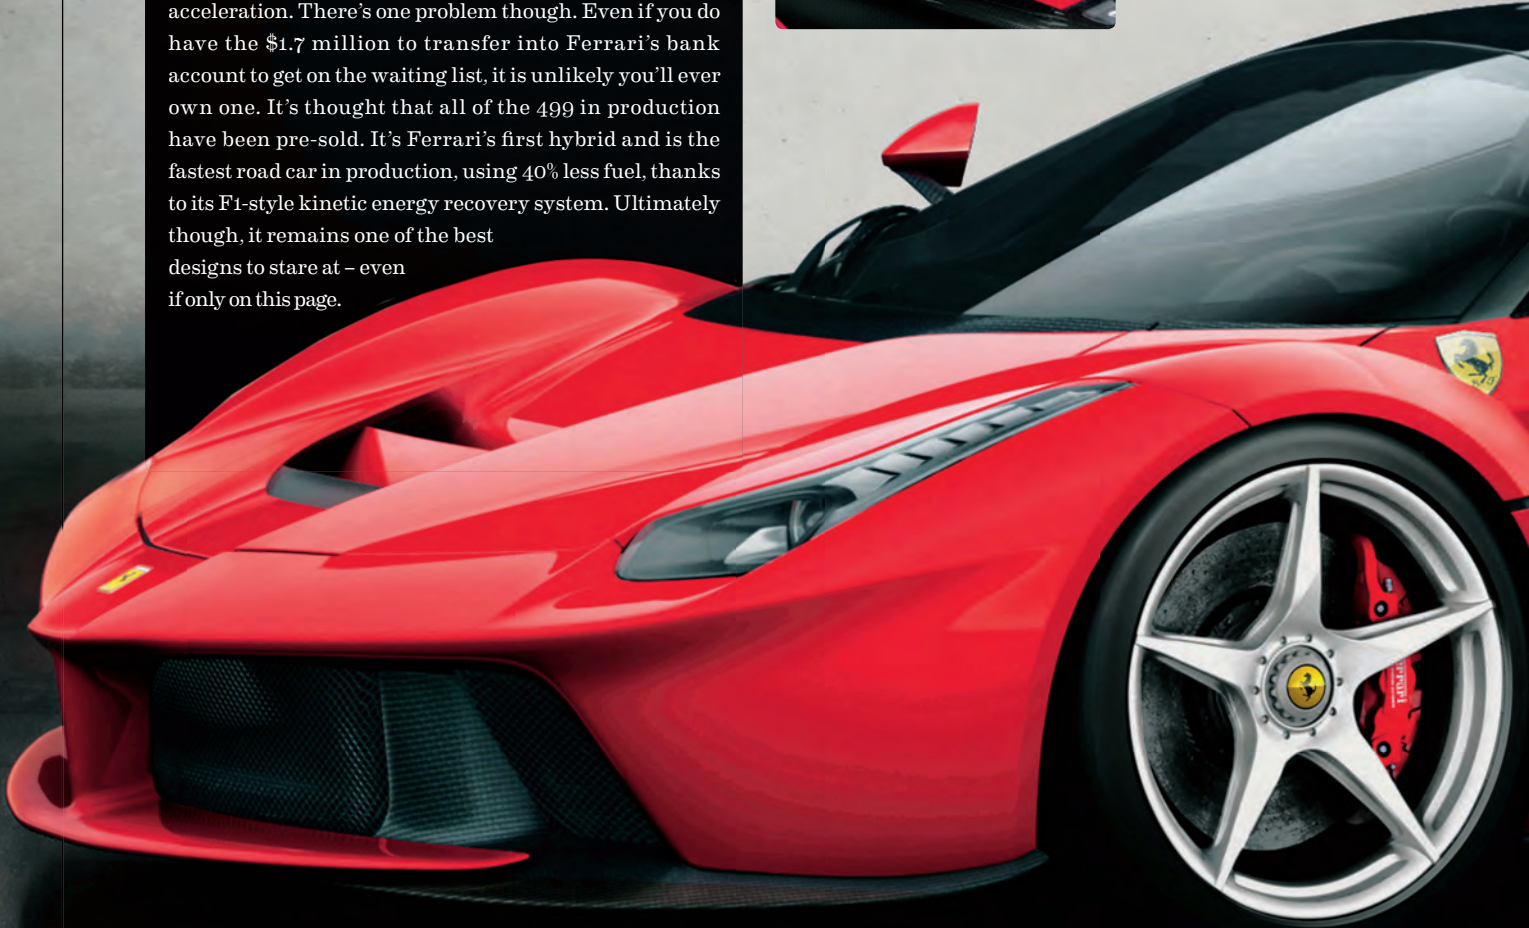 acceleration. There’s one problem though. Even if you do
have the $1.7 million to transfer into Ferrari’s bank
account to get on the waiting list, it is unlikely you’ll ever
own one. It’s thought that all of the 499 in production
have been pre-sold. It’s Ferrari’s first hybrid and is the
fastest road car in production, using 40% less fuel, thanks
to its F1-style kinetic energy recovery system. Ultimately
though, it remains one of the best
designs to stare at – even
if only on this page.